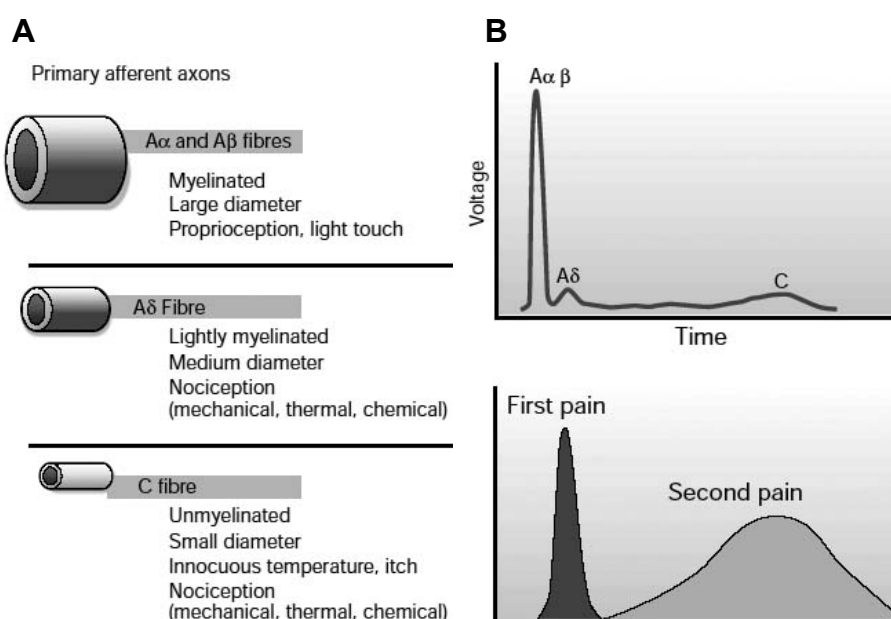 A
Primary afferent axons
Aα and Aβ fibres
Myelinated
Large diameter
Proprioception, light touch
Aδ Fibre
Lightly myelinated
Medium diameter
Nociception
(mechanical, thermal, chemical)
C fibre
Unmyelinated
Small diameter
Innocuous temperature, itch
Nociception
(mechanical, thermal, chemical)
B
Aα β
Voltage
Aδ
C
Time
First pain
Second pain